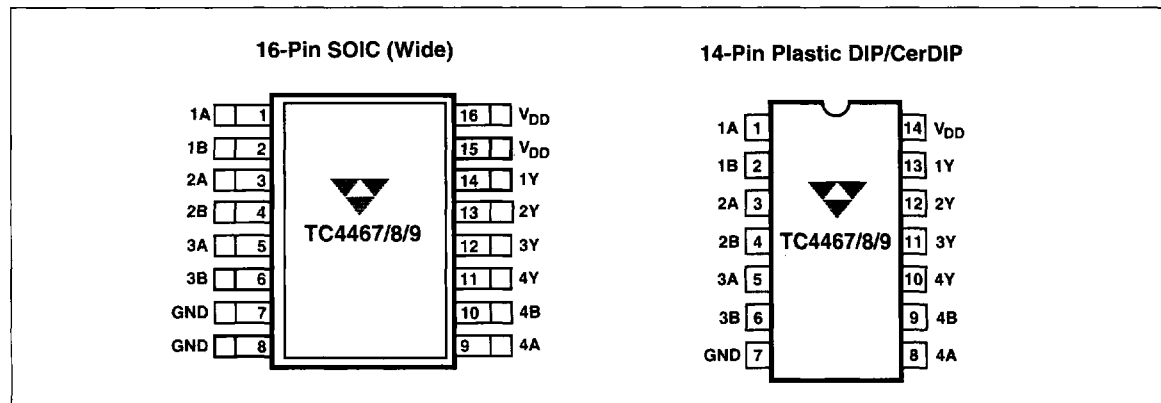 16-Pin SOIC (Wide)
1A 1 16 VDD
1B 2 15 VDD
2A 3 14 1Y
2B 4 13 2Y
TC4467/8/9
3A 5 12 3Y
3B 6 11 4Y
GND 7 10 4B
GND 8 9 4A
14-Pin Plastic DIP/CerDIP
1A 1 14 VDD
1B 2 13 1Y
2A 3 12 2Y
2B 4 TC4467/8/9 11 3Y
3A 5 10 4Y
3B 6 9 4B
GND 7 8 4A